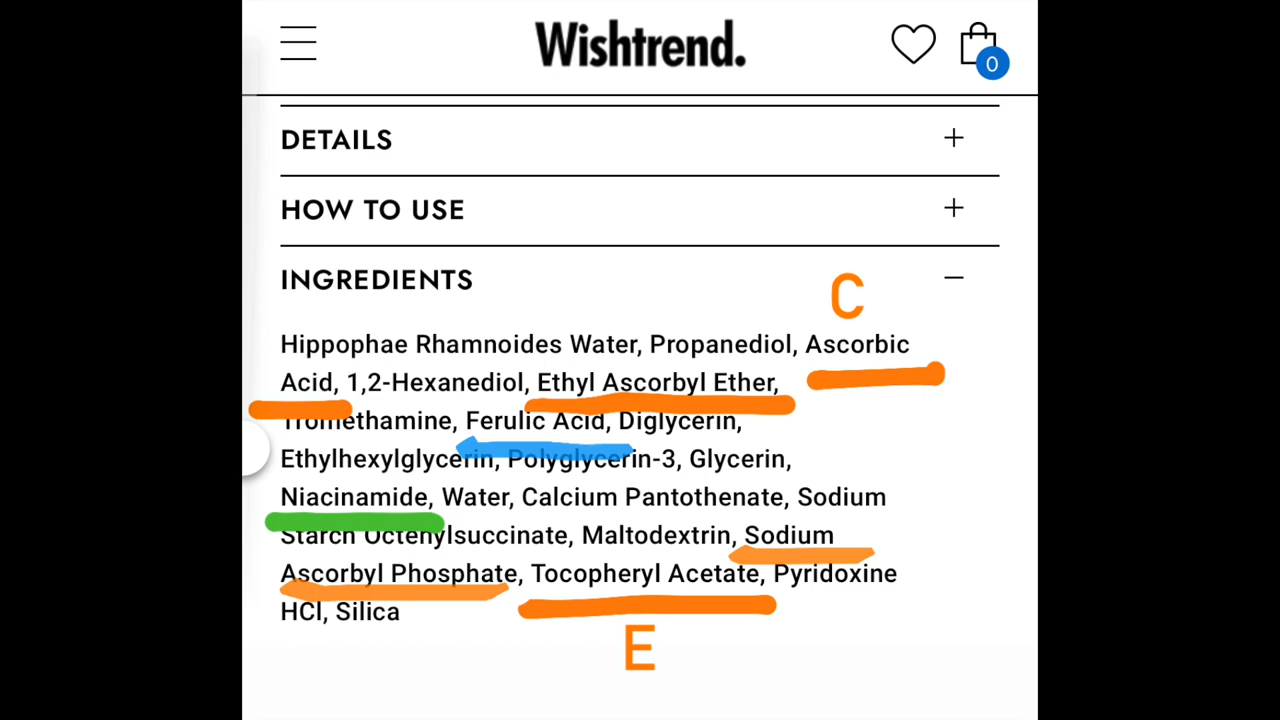 Wishtrend.
0
DETAILS
HOW TO USE
INGREDIENTS
C
Hippophae Rhamnoides Water, Propanediol, Ascorbic
Acid, 1,2-Hexanediol, Ethyl Ascorbyl Ether,
Tromethamine, Ferulic Acid, Diglycerin,
Ethylhexylglycerin, Polyglycerin-3, Glycerin,
Niacinamide, Water, Calcium Pantothenate, Sodium
Starch Octenylsuccinate, Maltodextrin, Sodium
Ascorbyl Phosphate, Tocopheryl Acetate, Pyridoxine
HCl, Silica
E